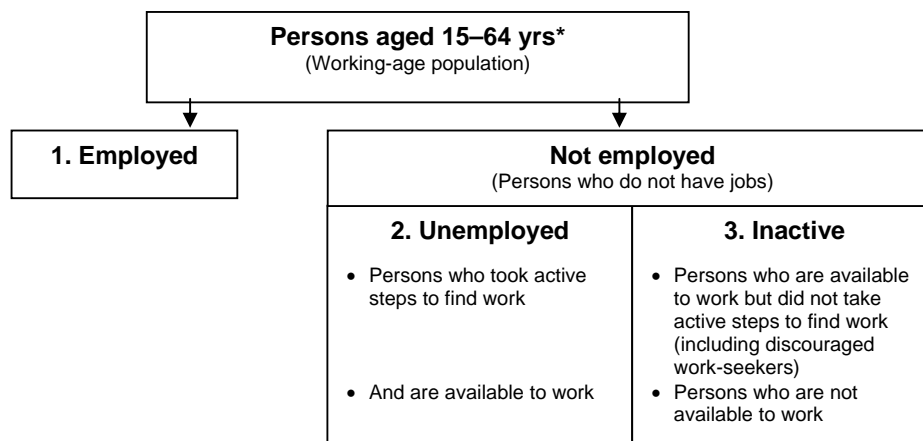 Persons aged 15–64 yrs*
(Working-age population)
1. Employed
Not employed
(Persons who do not have jobs)
2. Unemployed
• Persons who took active
steps to find work
• And are available to work
3. Inactive
• Persons who are available
to work but did not take
active steps to find work
(including discouraged
work-seekers)
• Persons who are not
available to work